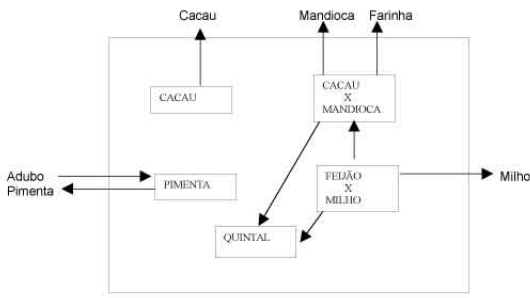 Cacau
Mandioca Farinha
CACAU
CACAU
X
MANDIOCA
Adubo
Pimenta
PIMENTA
FEIJÃO
X
MILHO
Milho
QUINTAL